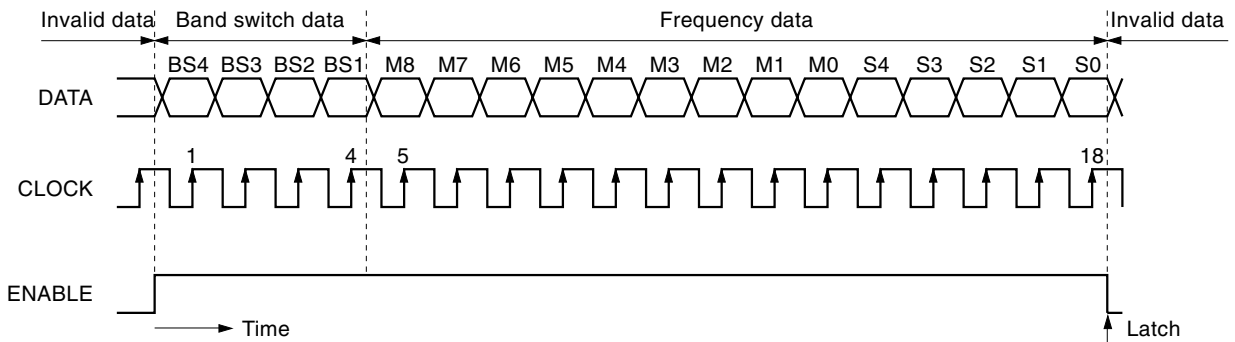 Invalid data Band switch data Frequency data Invalid data
BS4 BS3 BS2 BS1 M8 M7 M6 M5 M4 M3 M2 M1 M0 S4 S3 S2 S1 S0
DATA
1 4 5 18
CLOCK
ENABLE
Time Latch